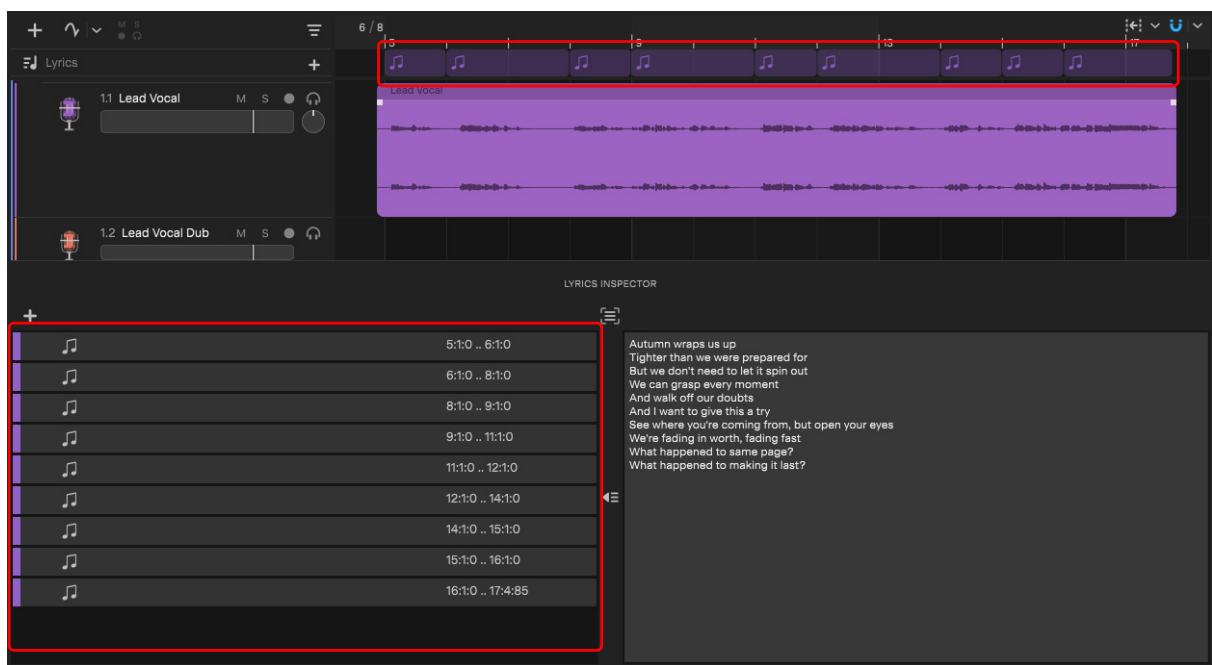 M S
6 / 8
5 9 13 17
Lyrics
Lead Vocal
1.1 Lead Vocal M S
1.2 Lead Vocal Dub M S
LYRICS INSPECTOR
5:1:0 .. 6:1:0
6:1:0 .. 8:1:0
8:1:0 .. 9:1:0
9:1:0 .. 11:1:0
11:1:0 .. 12:1:0
12:1:0 .. 14:1:0
14:1:0 .. 15:1:0
15:1:0 .. 16:1:0
16:1:0 .. 17:4:85
Autumn wraps us up
Tighter than we were prepared for
But we don't need to let it spin out
We can grasp every moment
And walk off our doubts
And I want to give this a try
See where you're coming from, but open your eyes
We're fading in worth, fading fast
What happened to same page?
What happened to making it last?